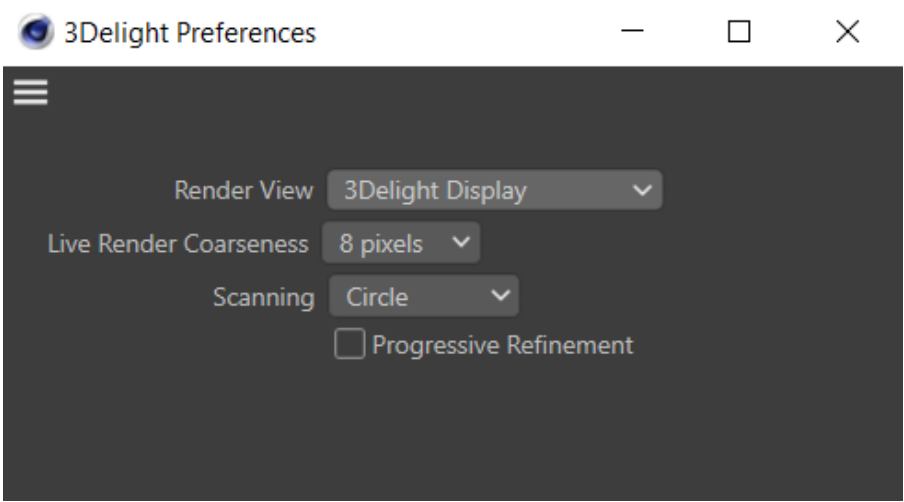 3Delight Preferences
Render View 3Delight Display
Live Render Coarseness 8 pixels
Scanning Circle
Progressive Refinement